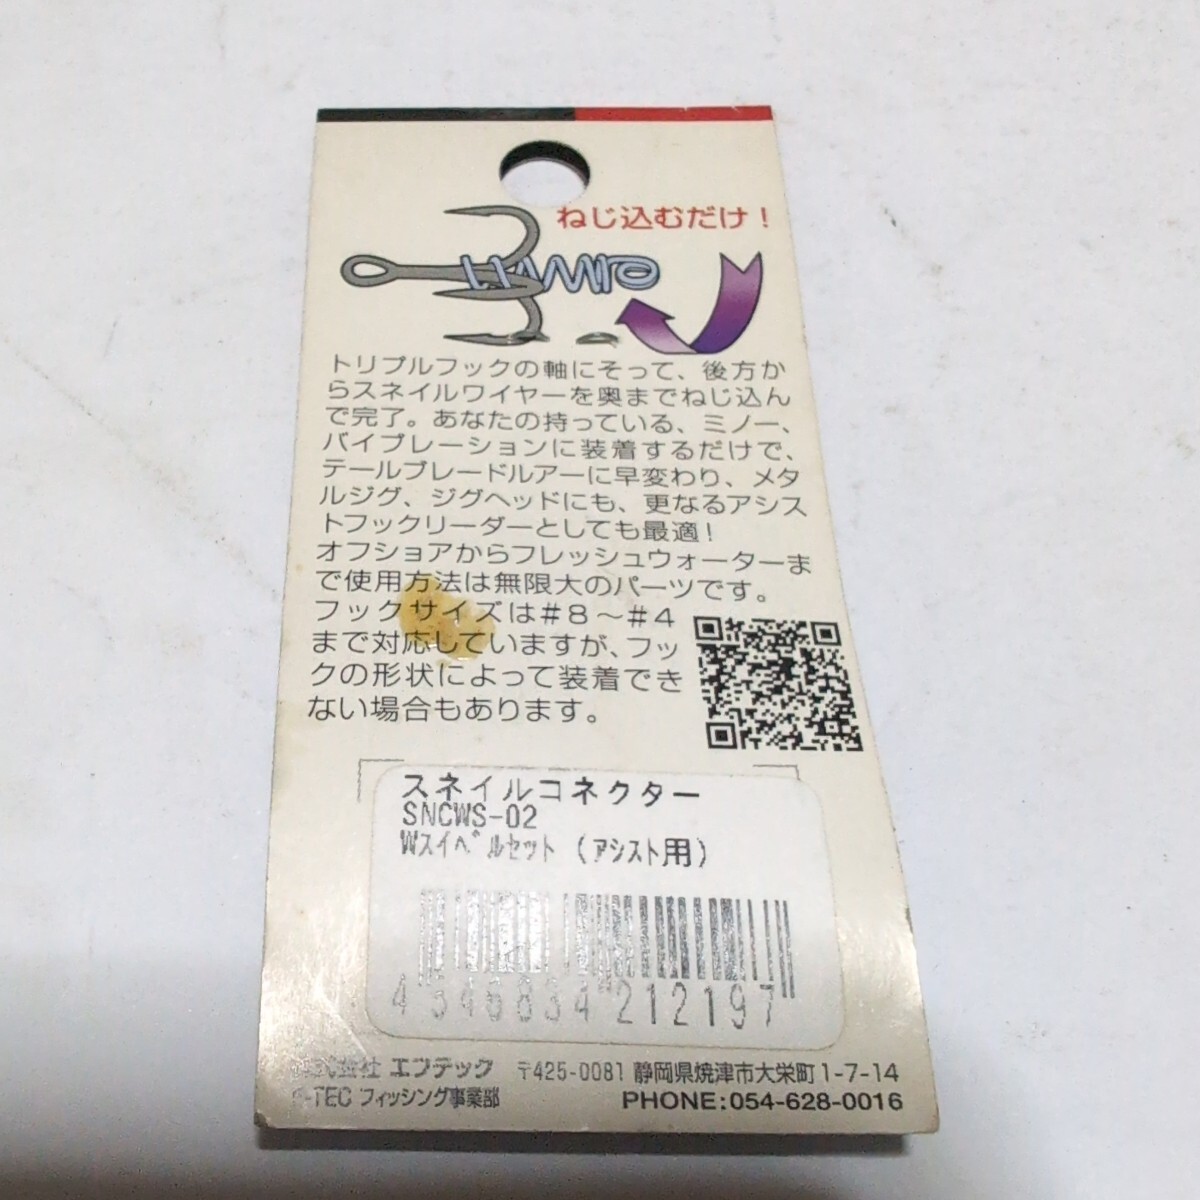 ねじ込むだけ!
トリプルフックの軸にそって、後方か
らスネイルワイヤーを奥までねじ込ん
で完了。あなたの持っている、ミノー、
バイブレーションに装着するだけで、
テールブレードルアーに早変わり、メタ
ルジグ、ジグヘッドにも、更なるアシス
トフックリーダーとしても最適!
オフショアからフレッシュウォーターま
で使用方法は無限大のパーツです。
フックサイズは#8～#4
まで対応していますが、フッ
クの形状によって装着でき
ない場合もあります。
スネイルコネクター
SNCWS-02
Wスイベルセット (アシスト用)
4546834212197
株式会社 エフテック 〒425-0081 静岡県焼津市大栄町1-7-14
F-TEC フィッシング事業部 PHONE:054-628-0016